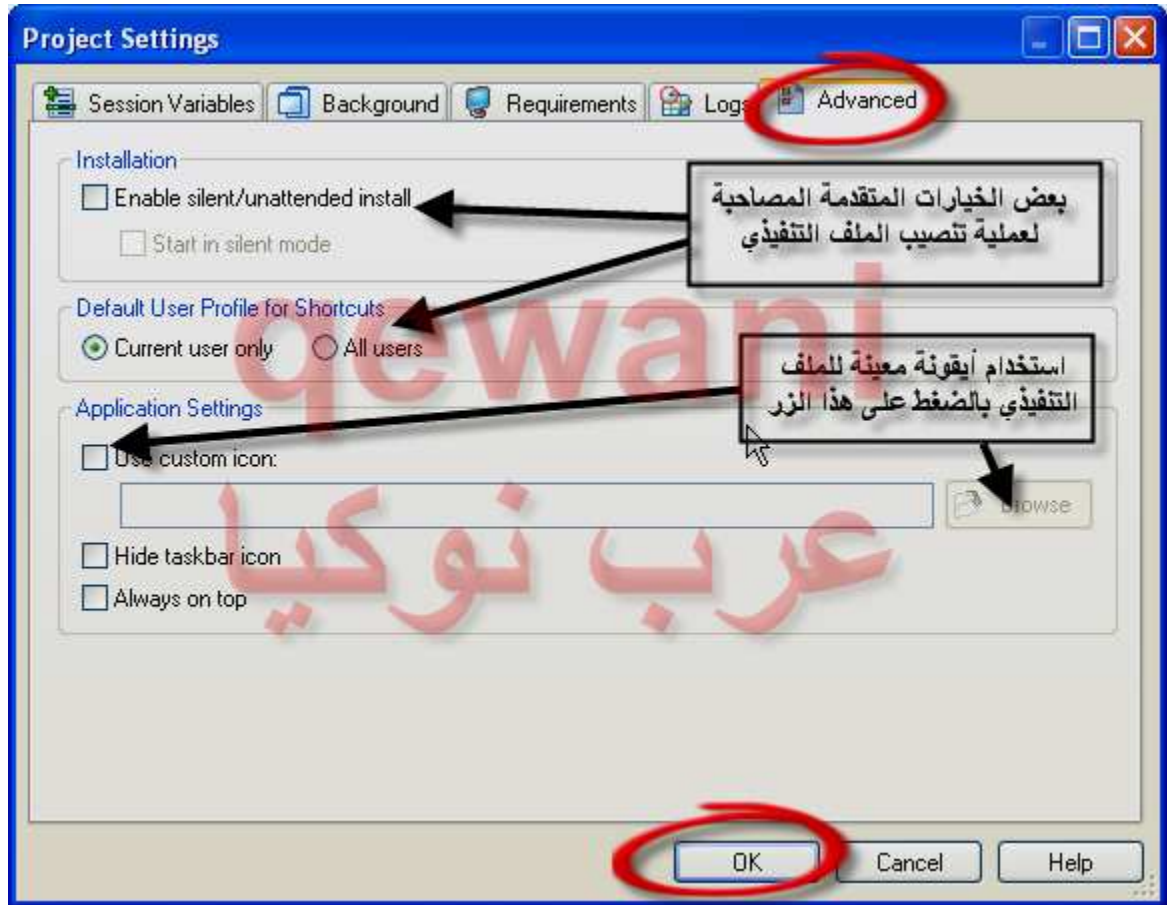 Project Settings
Session Variables
Background
Requirements
Logs
Advanced
Installation
Enable silent/unattended install
Start in silent mode
بعض الخيارات المتقدمة المصاحبة
لعملية تنصيب الملف التنفيذي
Default User Profile for Shortcuts
Current user only
All users
qewani
استخدام أيقونة معينة للملف
التنفيذي بالضغط على هذا الزر
Application Settings
Use custom icon:
Browse
عرب نوكيا
Hide taskbar icon
Always on top
OK
Cancel
Help